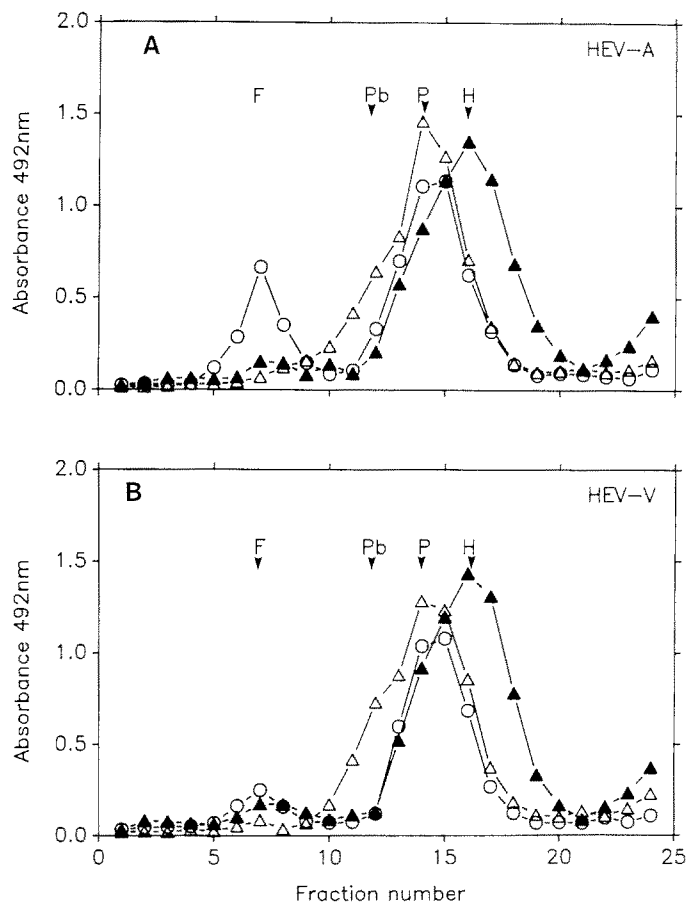 2.0
A
HEV-A
F
Pb
P
H
1.5
1.0
0.5
0.0
Absorbance 492nm
2.0
B
HEV-V
F
Pb
P
H
1.5
1.0
0.5
0.0
Absorbance 492nm
0 5 10 15 20 25
Fraction number